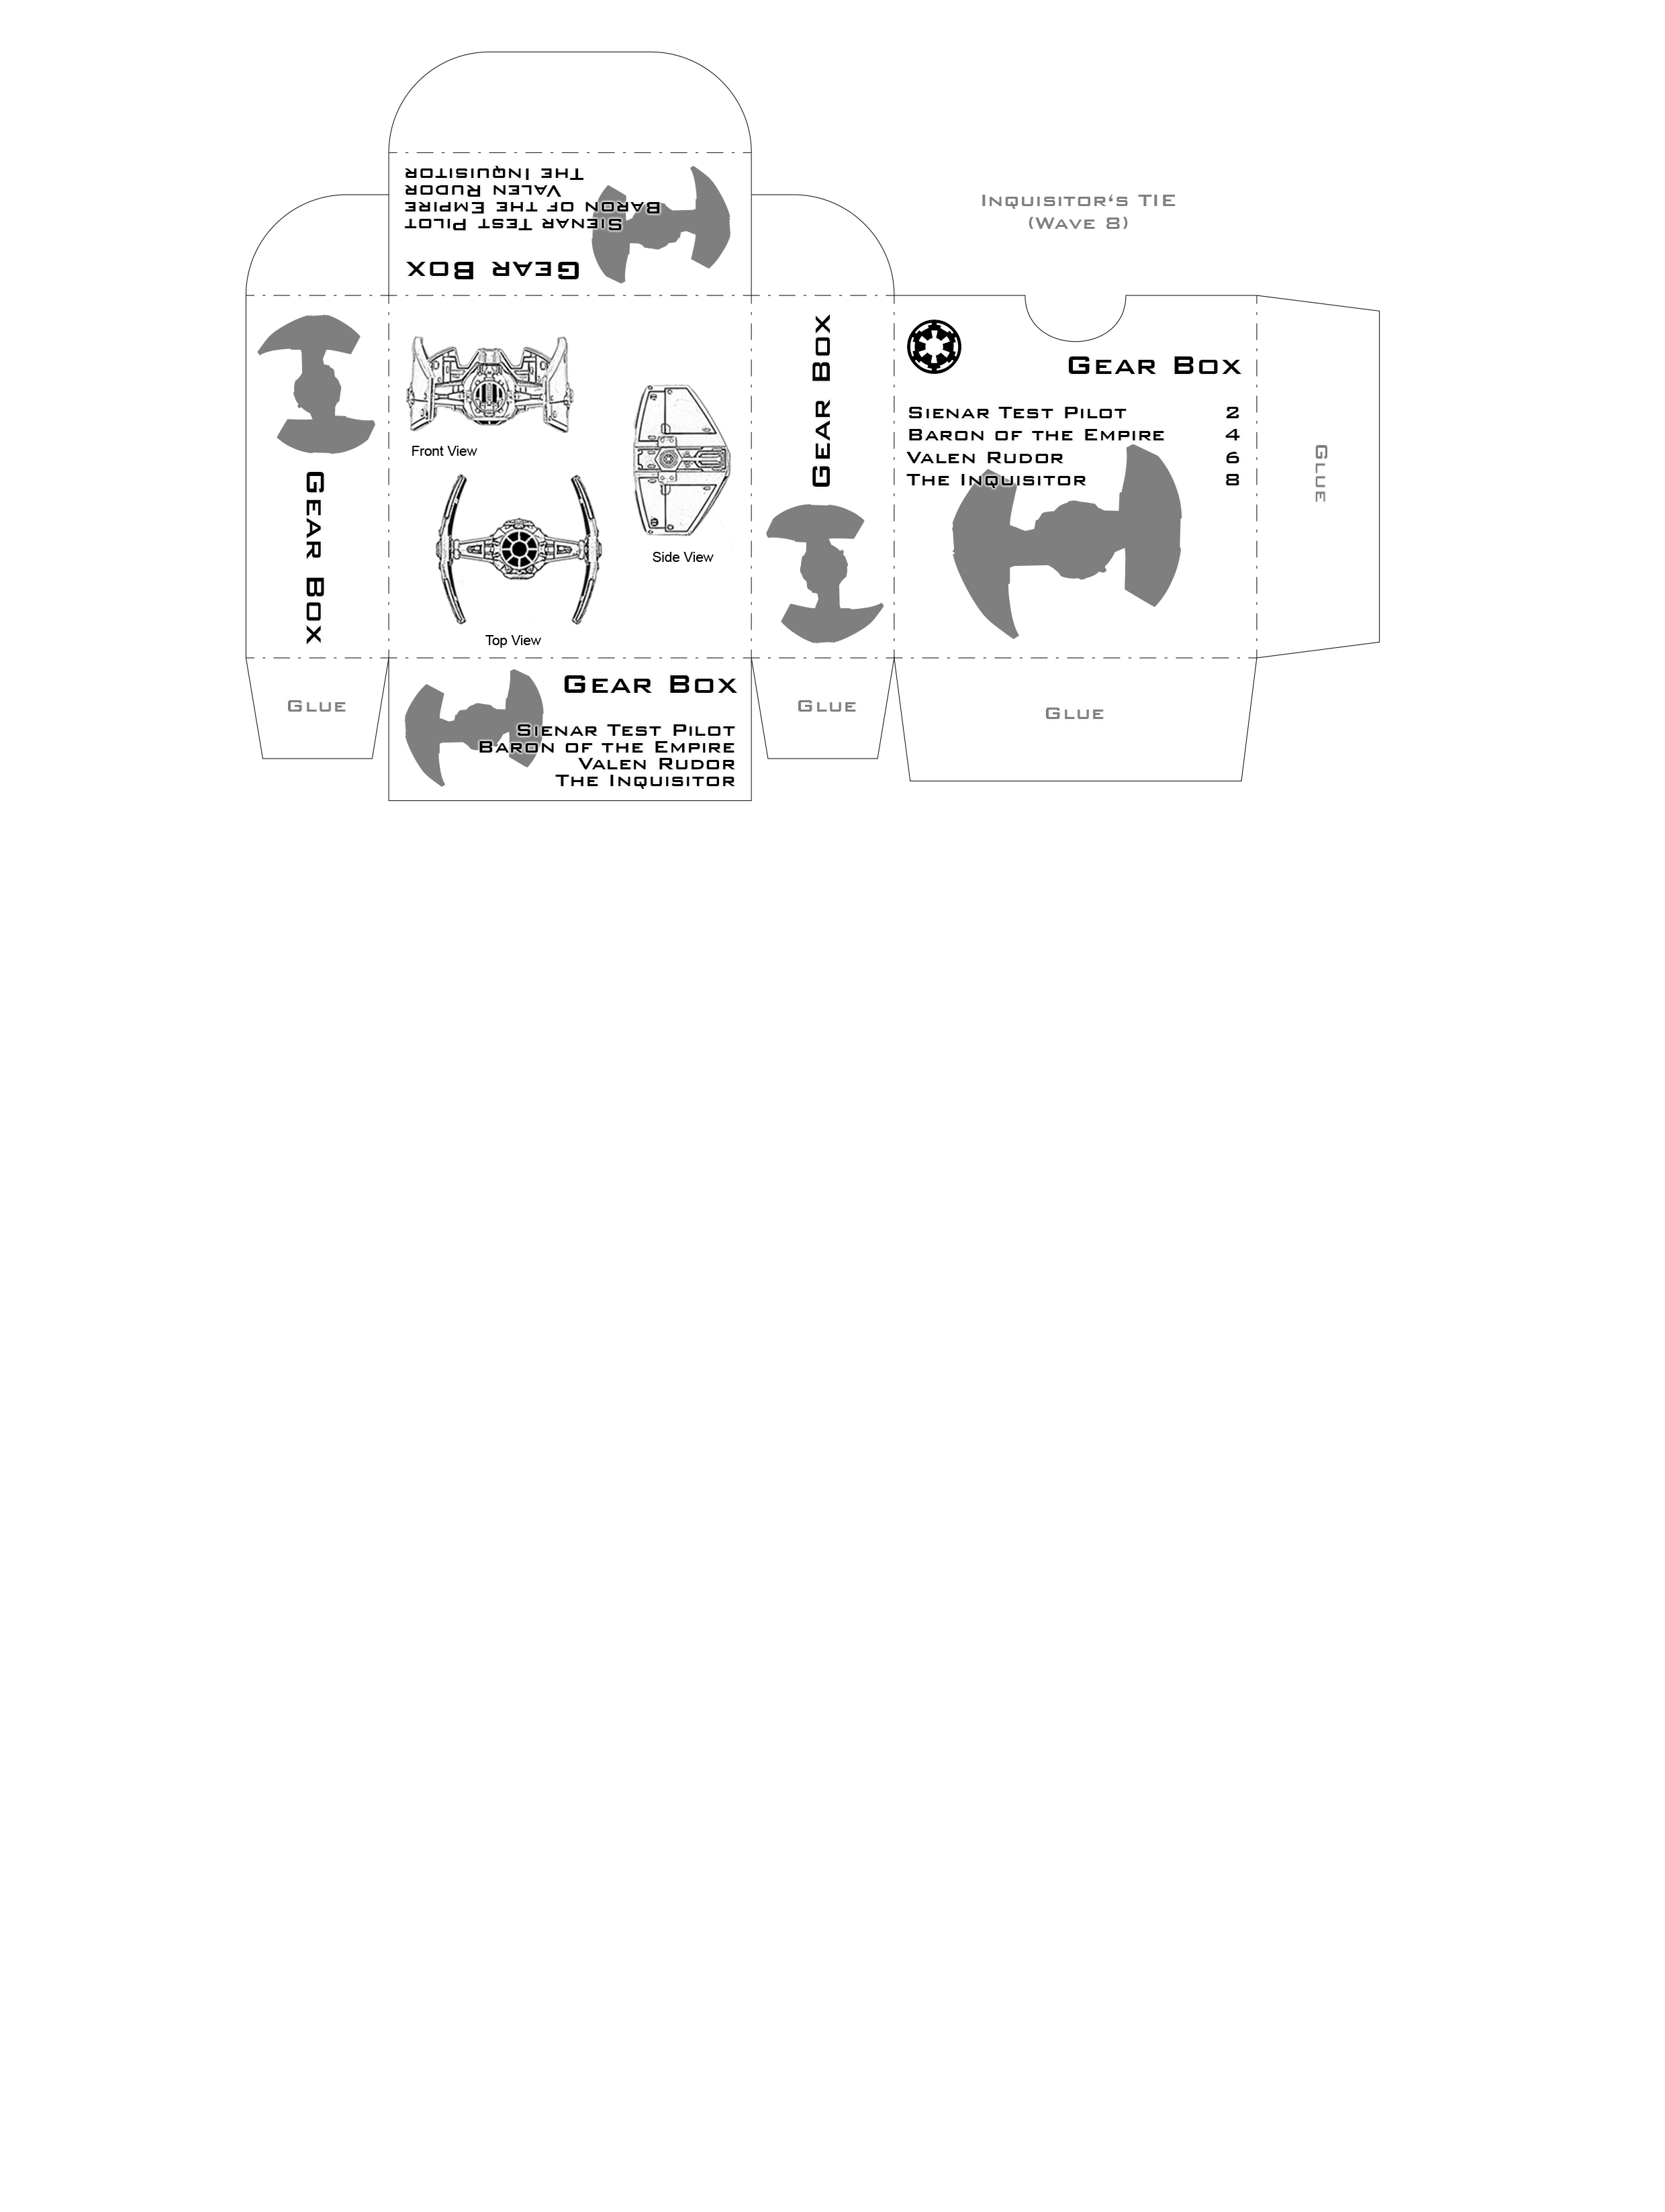 The Inquisitor
Valen Rudor
Baron of the Empire
Sienar Test Pilot
Gear Box
Inquisitor‘s TIE
(Wave 8)
Gear Box
Front View
Top View
Side View
Gear Box
Gear Box
Sienar Test Pilot 2
Baron of the Empire 4
Valen Rudor 6
The Inquisitor 8
Glue
Glue
Gear Box
Sienar Test Pilot
Baron of the Empire
Valen Rudor
The Inquisitor
Glue
Glue